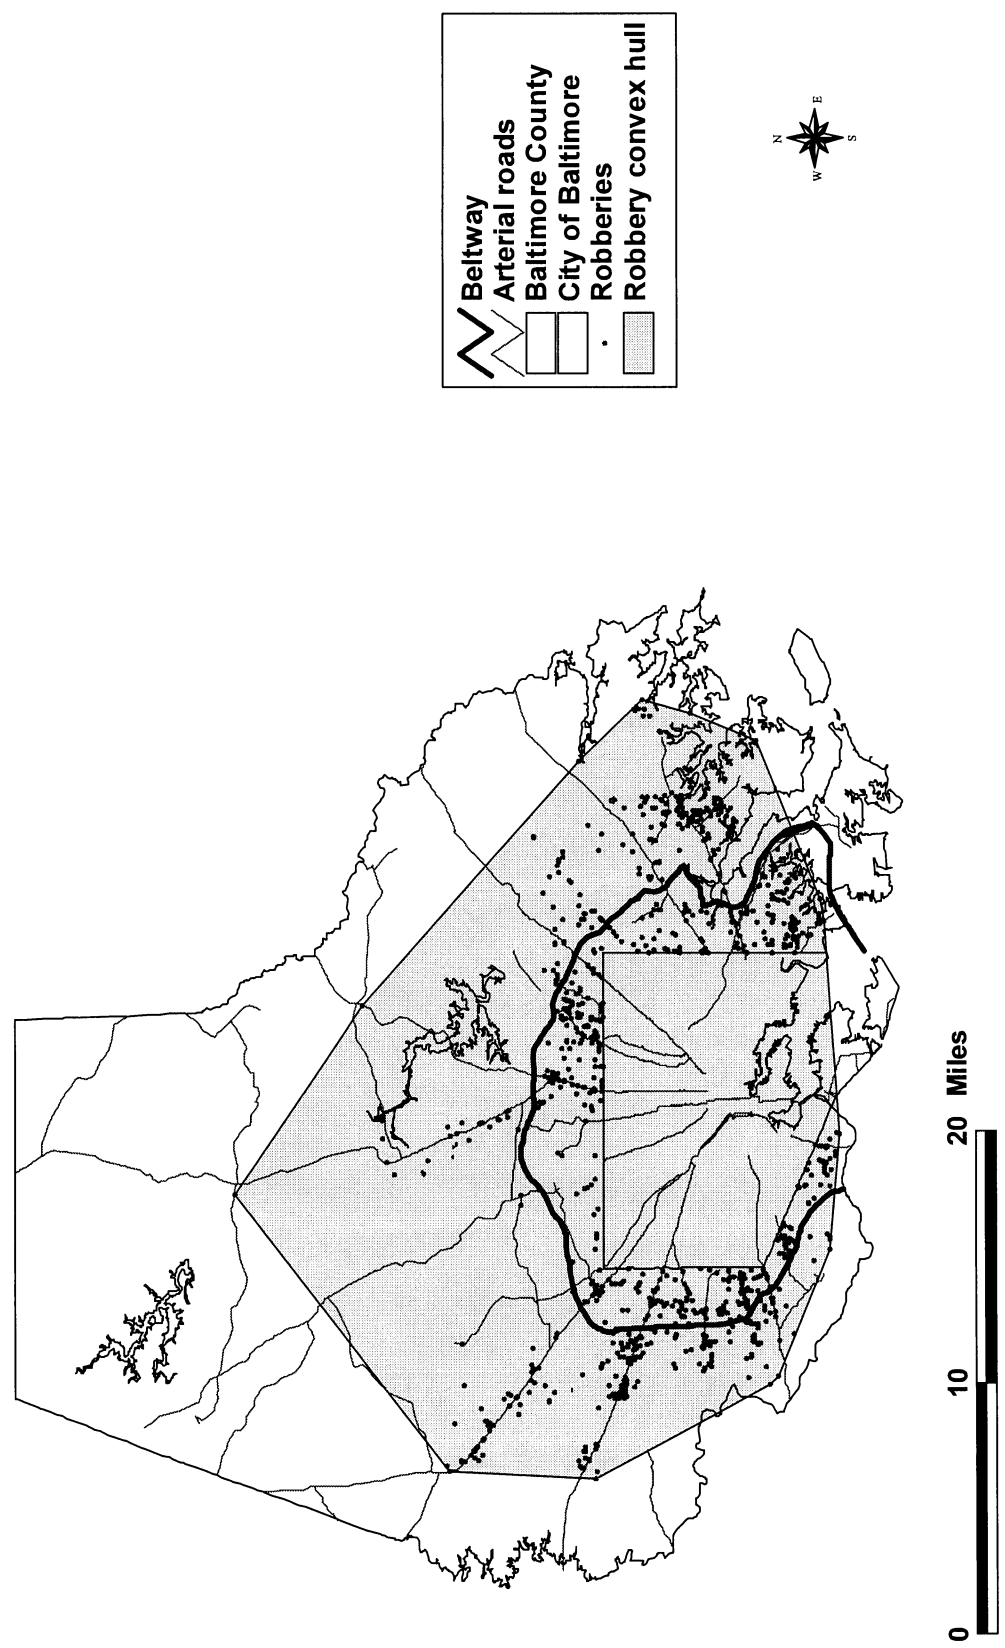 Beltway
Arterial roads
Baltimore County
City of Baltimore
Robberies
Robbery convex hull
N
W E
S
0 10 20 Miles